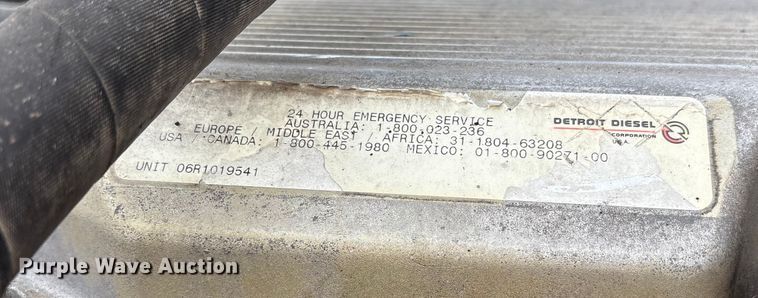 24 HOUR EMERGENCY SERVICE
AUSTRALIA: 1-800-023-236
EUROPE / MIDDLE EAST / AFRICA: 31-1804-63208
USA / CANADA: 1-800-445-1980 MEXICO: 01-800-90271-00
UNIT 06R1019541
DETROIT DIESEL
CORPORATION
U.S.A.
Purple Wave Auction